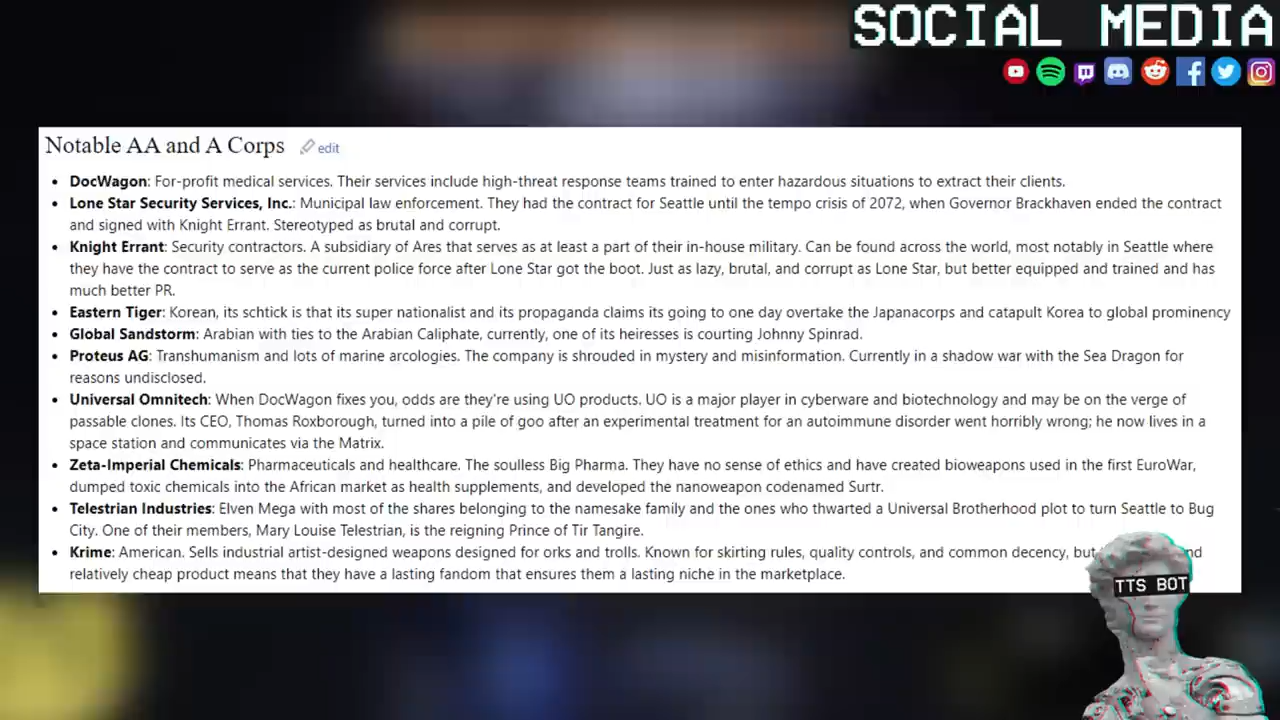 SOCIAL MEDIA
Notable AA and A Corps edit
DocWagon: For-profit medical services. Their services include high-threat response teams trained to enter hazardous situations to extract their clients.
Lone Star Security Services, Inc.: Municipal law enforcement. They had the contract for Seattle until the tempo crisis of 2072, when Governor Brackhaven ended the contract
and signed with Knight Errant. Stereotyped as brutal and corrupt.
Knight Errant: Security contractors. A subsidiary of Ares that serves as at least a part of their in-house military. Can be found across the world, most notably in Seattle where
they have the contract to serve as the current police force after Lone Star got the boot. Just as lazy, brutal, and corrupt as Lone Star, but better equipped and trained and has
much better PR.
Eastern Tiger: Korean, its schtick is that its super nationalist and its propaganda claims its going to one day overtake the Japanacorps and catapult Korea to global prominency
Global Sandstorm: Arabian with ties to the Arabian Caliphate, currently, one of its heiresses is courting Johnny Spinrad.
Proteus AG: Transhumanism and lots of marine arcologies. The company is shrouded in mystery and misinformation. Currently in a shadow war with the Sea Dragon for
reasons undisclosed.
Universal Omnitech: When DocWagon fixes you, odds are they're using UO products. UO is a major player in cyberware and biotechnology and may be on the verge of
passable clones. Its CEO, Thomas Roxborough, turned into a pile of goo after an experimental treatment for an autoimmune disorder went horribly wrong; he now lives in a
space station and communicates via the Matrix.
Zeta-Imperial Chemicals: Pharmaceuticals and healthcare. The soulless Big Pharma. They have no sense of ethics and have created bioweapons used in the first EuroWar,
dumped toxic chemicals into the African market as health supplements, and developed the nanoweapon codenamed Surtr.
Telestrian Industries: Elven Mega with most of the shares belonging to the namesake family and the ones who thwarted a Universal Brotherhood plot to turn Seattle to Bug
City. One of their members, Mary Louise Telestrian, is the reigning Prince of Tir Tangire.
Krime: American. Sells industrial artist-designed weapons designed for orks and trolls. Known for skirting rules, quality controls, and common decency, but
relatively cheap product means that they have a lasting fandom that ensures them a lasting niche in the marketplace.
TTS BOT